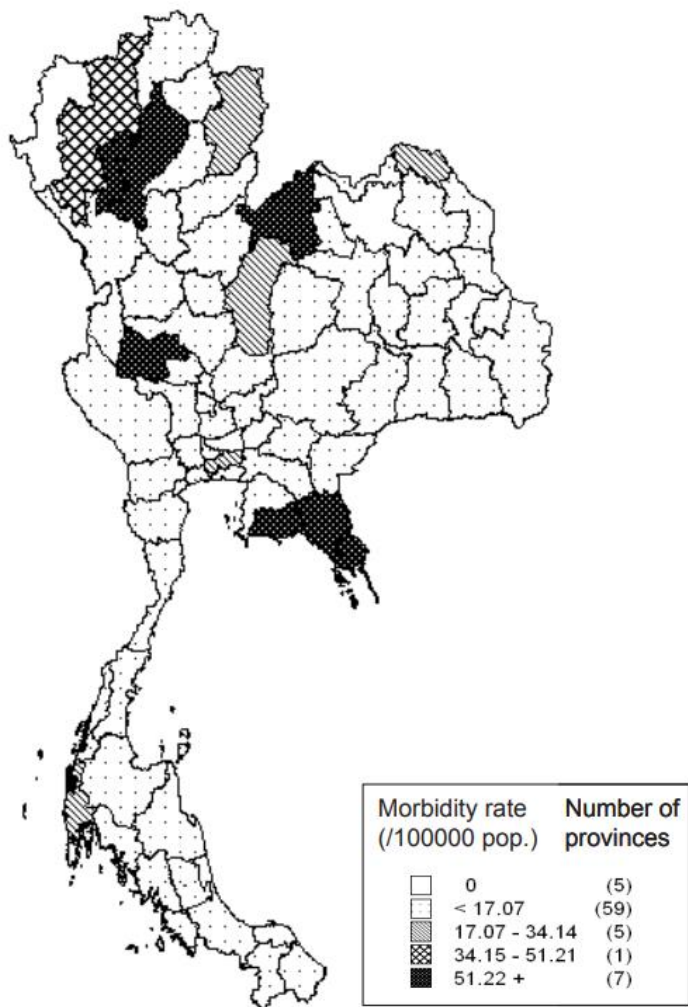 Morbidity rate Number of
(/100000 pop.) provinces
0 (5)
< 17.07 (59)
17.07 - 34.14 (5)
34.15 - 51.21 (1)
51.22 + (7)